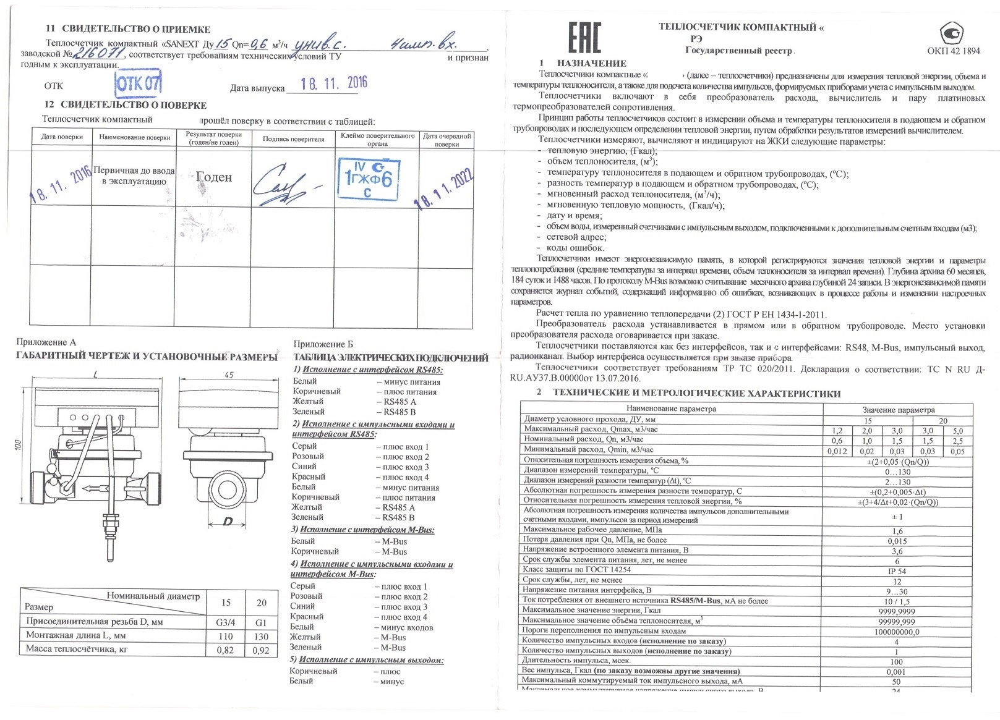 11 СВИДЕТЕЛЬСТВО О ПРИЕМКЕ
Теплосчетчик компактный «SANEXT Ду 15 Qn= 0,6 м³/ч унив.с. 4 имп.вх.,
заводской № 216071, соответствует требованиям технических условий ТУ и признан
годным к эксплуатации.
ОТК ОТК 07 Дата выпуска 18. 11. 2016
12 СВИДЕТЕЛЬСТВО О ПОВЕРКЕ
Теплосчетчик компактный прошёл поверку в соответствии с таблицей:
Дата поверки Наименование поверки Результат поверки (годен/не годен) Подпись поверителя Клеймо поверительного органа Дата очередной поверки
18. 11. 2016 Первичная до ввода в эксплуатацию Годен IV 1ГЖФ6 С 18. 11. 2022
Приложение А
ГАБАРИТНЫЙ ЧЕРТЕЖ И УСТАНОВОЧНЫЕ РАЗМЕРЫ
L
45
100
D
Номинальный диаметр 15 20
Размер
Присоединительная резьба D, мм G3/4 G1
Монтажная длина L, мм 110 130
Масса теплосчётчика, кг 0,82 0,92
Приложение Б
ТАБЛИЦА ЭЛЕКТРИЧЕСКИХ ПОДКЛЮЧЕНИЙ
1) Исполнение с интерфейсом RS485:
Белый – минус питания
Коричневый – плюс питания
Желтый – RS485 A
Зеленый – RS485 B
2) Исполнение с импульсными входами и
интерфейсом RS485:
Серый – плюс вход 1
Розовый – плюс вход 2
Синий – плюс вход 3
Красный – плюс вход 4
Белый – минус питания
Коричневый – плюс питания
Желтый – RS485 A
Зеленый – RS485 B
3) Исполнение с интерфейсом M-Bus:
Белый – M-Bus
Коричневый – M-Bus
4) Исполнение с импульсными входами и
интерфейсом M-Bus:
Серый – плюс вход 1
Розовый – плюс вход 2
Синий – плюс вход 3
Красный – плюс вход 4
Белый – минус входов
Желтый – M-Bus
Зеленый – M-Bus
5) Исполнение с импульсным выходом:
Коричневый – плюс
Белый – минус
ЕАС
ТЕПЛОСЧЕТЧИК КОМПАКТНЫЙ «
РЭ
Государственный реестр
ОКП 42 1894
1 НАЗНАЧЕНИЕ
Теплосчетчики компактные « » (далее – теплосчетчики) предназначены для измерения тепловой энергии, объема и
температуры теплоносителя, а также для подсчета количества импульсов, формируемых приборами учета с импульсным выходом.
Теплосчетчики включают в себя преобразователь расхода, вычислитель и пару платиновых
термопреобразователей сопротивления.
Принцип работы теплосчетчиков состоит в измерении объема и температуры теплоносителя в подающем и обратном
трубопроводах и последующем определении тепловой энергии, путем обработки результатов измерений вычислителем.
Теплосчетчики измеряют, вычисляют и индицируют на ЖКИ следующие параметры:
- тепловую энергию, (Гкал);
- объем теплоносителя, (м³);
- температуру теплоносителя в подающем и обратном трубопроводах, (ºС);
- разность температур в подающем и обратном трубопроводах, (ºС);
- мгновенный расход теплоносителя, (м³/ч);
- мгновенную тепловую мощность, (Гкал/ч);
- дату и время;
- объем воды, измеренный счетчиками с импульсным выходом, подключенными к дополнительным счетным входам (м3);
- сетевой адрес;
- коды ошибок.
Теплосчетчики имеют энергонезависимую память, в которой регистрируются значения тепловой энергии и параметры
теплопотребления (средние температуры за интервал времени, объем теплоносителя за интервал времени). Глубина архива 60 месяцев,
184 суток и 1488 часов. По протоколу M-Bus возможно считывание месячного архива глубиной 24 записи. В энергонезависимой памяти
сохраняется журнал событий, содержащий информацию об ошибках, возникающих в процессе работы и изменении настроечных
параметров.
Расчет тепла по уравнению теплопередачи (2) ГОСТ Р ЕН 1434-1-2011.
Преобразователь расхода устанавливается в прямом или в обратном трубопроводе. Место установки
преобразователя расхода оговаривается при заказе.
Теплосчетчики поставляются как без интерфейсов, так и с интерфейсами: RS48, M-Bus, импульсный выход,
радиоиканал. Выбор интерфейса осуществляется при заказе прибора.
Теплосчетчики соответствует требованиям ТР ТС 020/2011. Декларация о соответствии: ТС N RU Д-
RU.АУ37.В.00000от 13.07.2016.
2 ТЕХНИЧЕСКИЕ И МЕТРОЛОГИЧЕСКИЕ ХАРАКТЕРИСТИКИ
Наименование параметра Значение параметра
Диаметр условного прохода, ДУ, мм 15 20
Максимальный расход, Qmax, м3/час 1,2 2,0 3,0 3,0 5,0
Номинальный расход, Qn, м3/час 0,6 1,0 1,5 1,5 2,5
Минимальный расход, Qmin, м3/час 0,012 0,02 0,03 0,03 0,05
Относительная погрешность измерения объема, % ±(2+0,05·(Qn/Q))
Диапазон измерений температуры, ºС 0…130
Диапазон измерений разности температур (Δt), ºС 2…130
Абсолютная погрешность измерения разности температур, С ±(0,2+0,005·Δt)
Относительная погрешность измерения тепловой энергии, % ±(3+4/Δt+0,02·(Qn/Q))
Абсолютная погрешность измерения количества импульсов дополнительными
счетными входами, импульсов за период измерений ± 1
Максимальное рабочее давление, МПа 1,6
Потеря давления при Qn, МПа, не более 0,015
Напряжение встроенного элемента питания, В 3,6
Срок службы элемента питания, лет, не менее 6
Класс защиты по ГОСТ 14254 IP 54
Срок службы, лет, не менее 12
Напряжение питания интерфейса, В 9…30
Ток потребления от внешнего источника RS485/M-Bus, мА не более 10 / 1,5
Максимальное значение энергии, Гкал 9999,9999
Максимальное значение объёма теплоносителя, м³ 99999,999
Пороги переполнения по импульсным входам 100000000,0
Количество импульсных входов (исполнение по заказу) 4
Количество импульсных выходов (исполнение по заказу) 1
Длительность импульса, мсек. 100
Вес импульса, Гкал (по заказу возможны другие значения) 0,001
Максимальный коммутируемый ток импульсного выхода, мА 50
Максимальное коммутируемое напряжение импульсного выхода, В 24